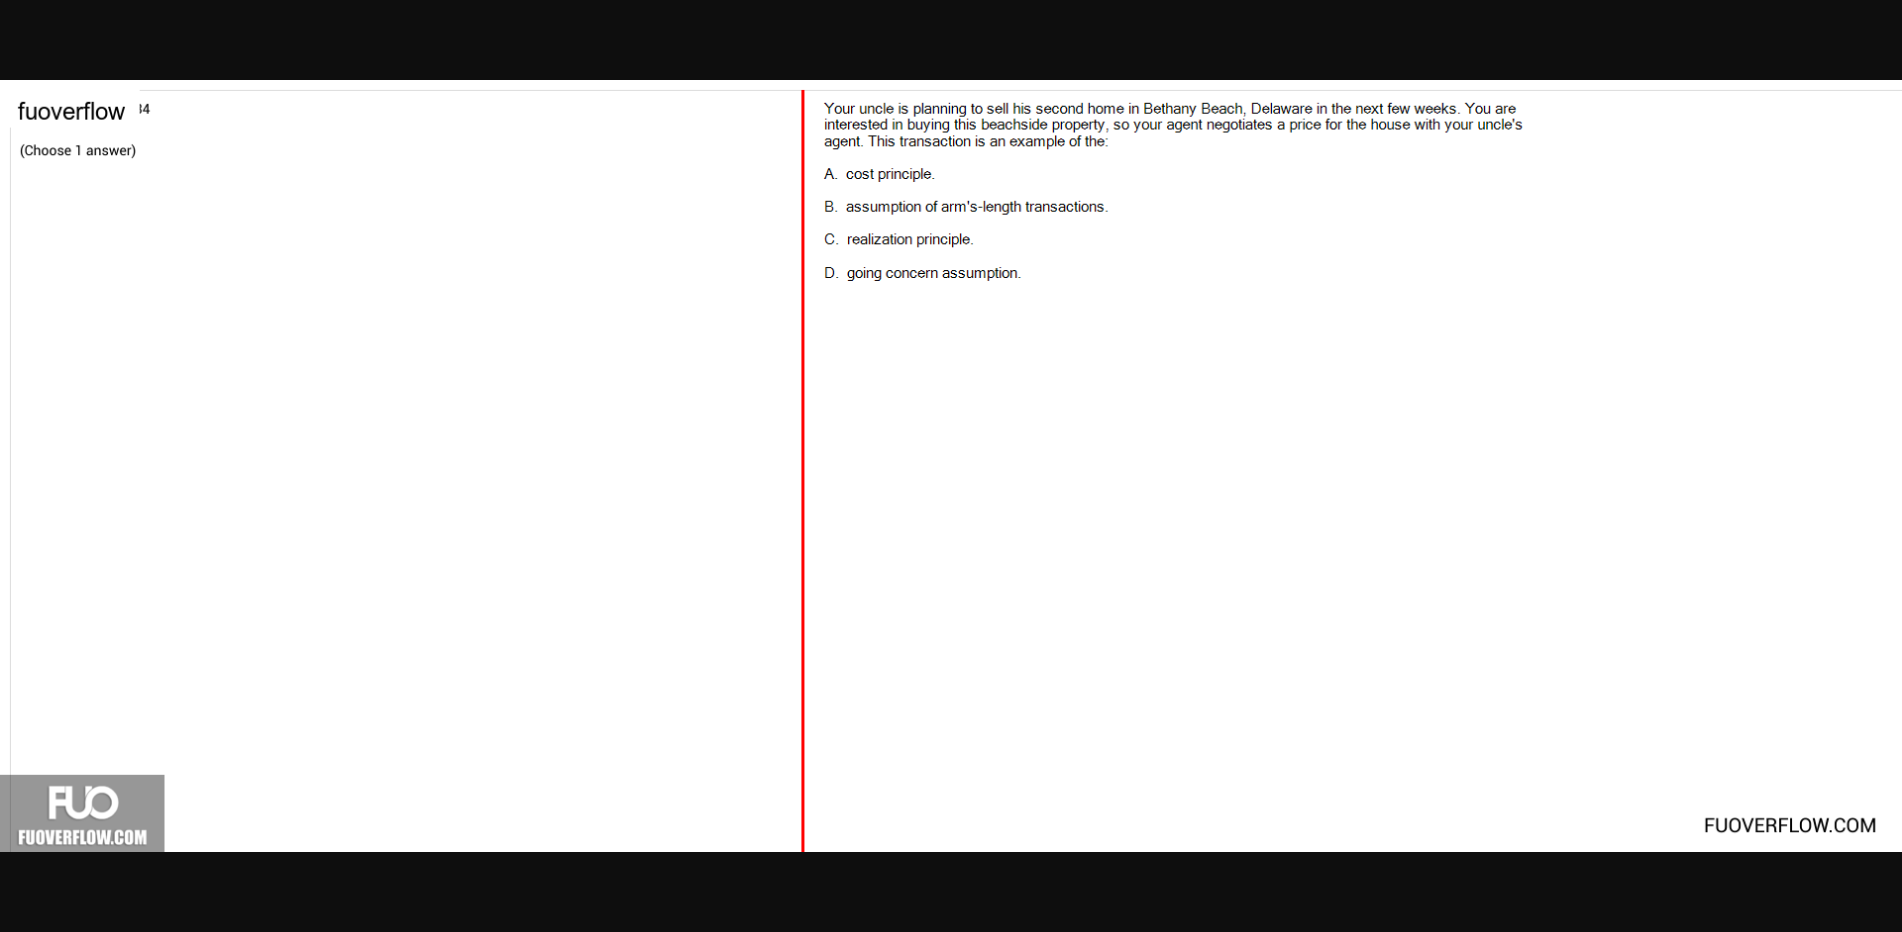 fuoverflow 34
(Choose 1 answer)
Your uncle is planning to sell his second home in Bethany Beach, Delaware in the next few weeks. You are
interested in buying this beachside property, so your agent negotiates a price for the house with your uncle's
agent. This transaction is an example of the:
A. cost principle.
B. assumption of arm's-length transactions.
C. realization principle.
D. going concern assumption.
FUO
FUOVERFLOW.COM
FUOVERFLOW.COM